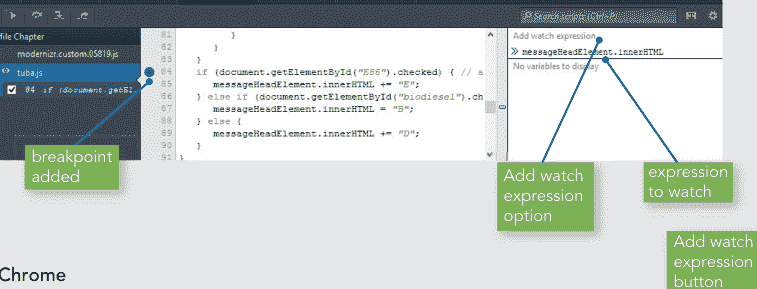 Search scripts (Ctrl+P)
file Chapter
modernizr.custom.05819.js
tuba.js
84 if (document.getEl
81 }
82 }
83 }
84 if (document.getElementById("E85").checked) { // a
85 messageHeadElement.innerHTML += "E";
86 } else if (document.getElementById("biodiesel").ch
87 messageHeadElement.innerHTML = "B";
88 } else {
89 messageHeadElement.innerHTML += "D";
90 }
91 }
Add watch expression
messageHeadElement.innerHTML
No variables to display
breakpoint
added
Add watch
expression
option
expression
to watch
Add watch
expression
button
Chrome